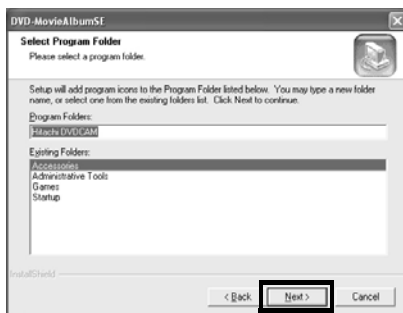 DVD-MovieAlbumSE
Select Program Folder
Please select a program folder.
Setup will add program icons to the Program Folder listed below. You may type a new folder
name, or select one from the existing folders list. Click Next to continue.
Program Folders:
Hitachi DVDCAM
Existing Folders:
Accessories
Administrative Tools
Games
Startup
InstallShield
< Back
Next >
Cancel